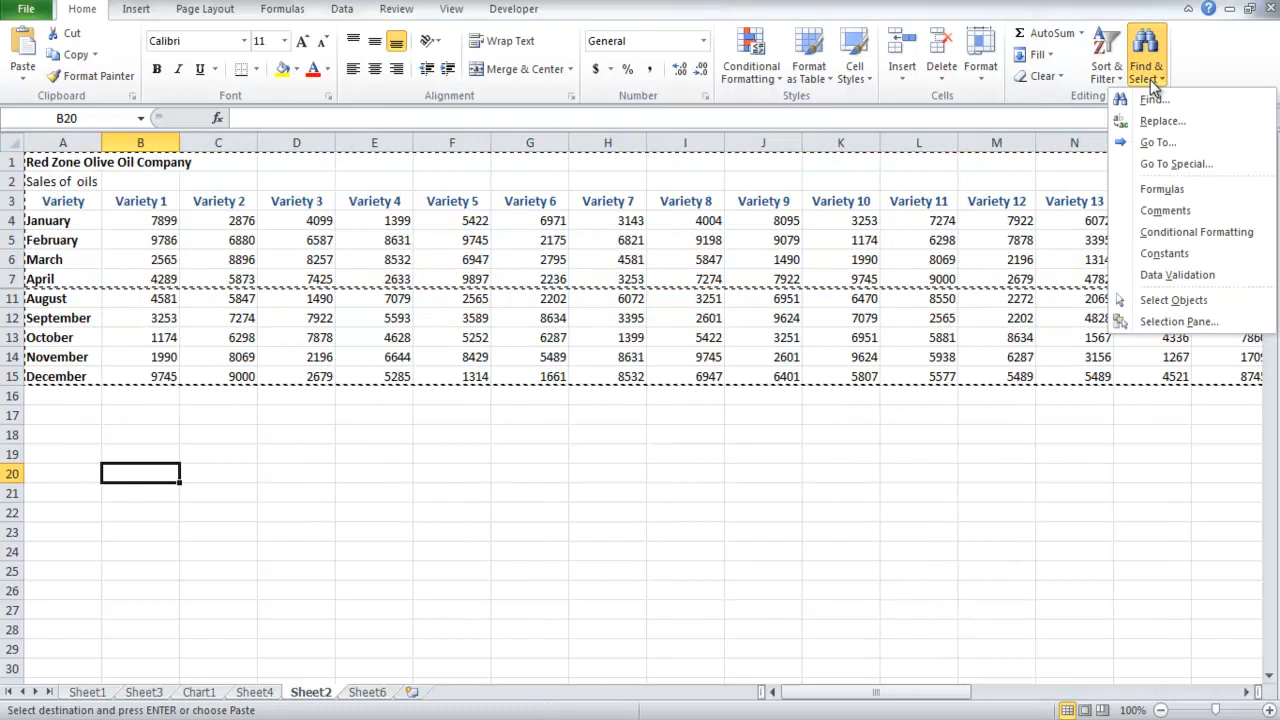 File Home Insert Page Layout Formulas Data Review View Developer
Paste Cut Copy Format Painter Clipboard
Calibri 11 A A B I U A Font
Wrap Text Merge & Center Alignment
General $ % , Number
Conditional Formatting Format as Table Cell Styles Styles
Insert Delete Format Cells
Σ AutoSum Fill Clear Sort & Filter Find & Select Editing
B20 fx
Find...
Replace...
Go To...
Go To Special...
Formulas
Comments
Conditional Formatting
Constants
Data Validation
Select Objects
Selection Pane...
A B C D E F G H I J K L M N
1 Red Zone Olive Oil Company
2 Sales of oils
3 Variety Variety 1 Variety 2 Variety 3 Variety 4 Variety 5 Variety 6 Variety 7 Variety 8 Variety 9 Variety 10 Variety 11 Variety 12 Variety 13
4 January 7899 2876 4099 1399 5422 6971 3143 4004 8095 3253 7274 7922 6072
5 February 9786 6880 6587 8631 9745 2175 6821 9198 9079 1174 6298 7878 3395
6 March 2565 8896 8257 8532 6947 2795 4581 5847 1490 1990 8069 2196 1314
7 April 4289 5873 7425 2633 9897 2236 3253 7274 7922 9745 9000 2679 4782
11 August 4581 5847 1490 7079 2565 2202 6072 3251 6951 6470 8550 2272 2069
12 September 3253 7274 7922 5593 3589 8634 3395 2601 9624 7079 2565 2202 4828
13 October 1174 6298 7878 4628 5252 6287 1399 5422 3251 6951 5881 8634 1567 4336 7860
14 November 1990 8069 2196 6644 8429 5489 8631 9745 2601 9624 5938 6287 3156 1267 1709
15 December 9745 9000 2679 5285 1314 1661 8532 6947 6401 5807 5577 5489 5489 4521 8745
16
17
18
19
20
21
22
23
24
25
26
27
28
29
30
Sheet1 Sheet3 Chart1 Sheet4 Sheet2 Sheet6
Select destination and press ENTER or choose Paste 100%